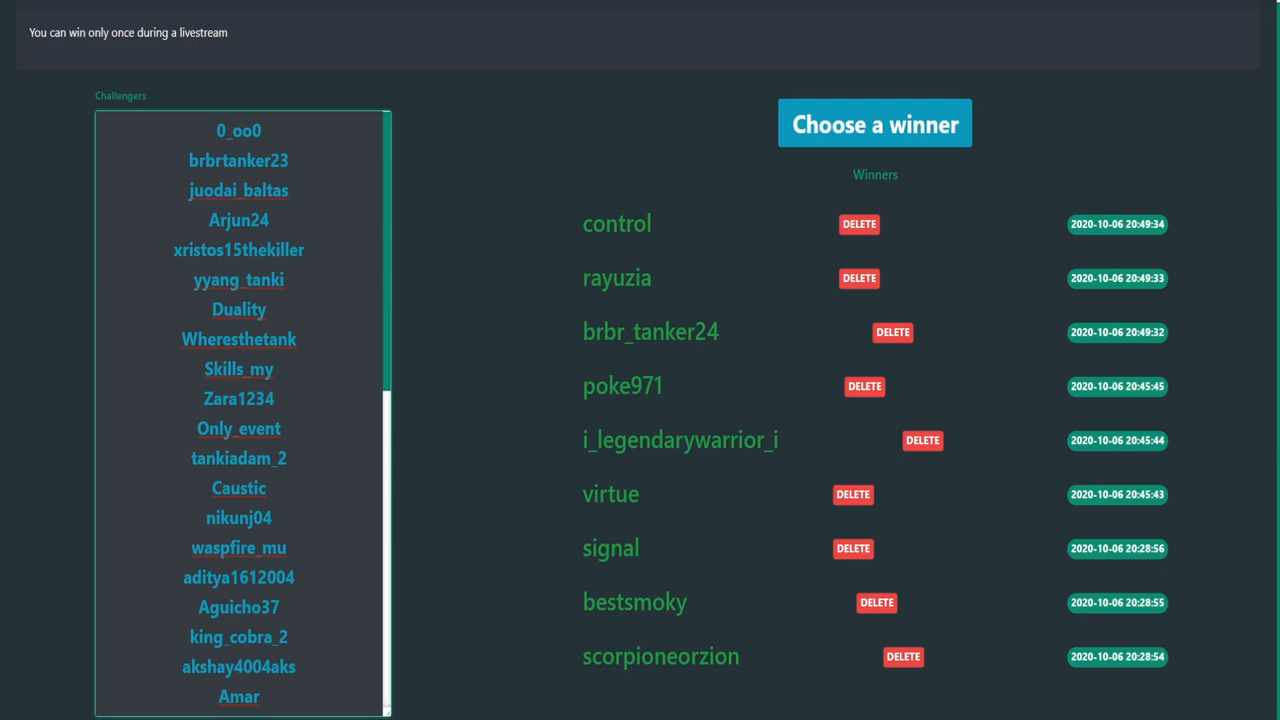 You can win only once during a livestream
Challengers
0_oo0
brbrtanker23
juodai_baltas
Arjun24
xristos15thekiller
yyang_tanki
Duality
Wheresthetank
Skills_my
Zara1234
Only_event
tankiadam_2
Caustic
nikunj04
waspfire_mu
aditya1612004
Aguicho37
king_cobra_2
akshay4004aks
Amar
Choose a winner
Winners
control DELETE 2020-10-06 20:49:34
rayuzia DELETE 2020-10-06 20:49:33
brbr_tanker24 DELETE 2020-10-06 20:49:32
poke971 DELETE 2020-10-06 20:45:45
i_legendarywarrior_i DELETE 2020-10-06 20:45:44
virtue DELETE 2020-10-06 20:45:43
signal DELETE 2020-10-06 20:28:56
bestsmoky DELETE 2020-10-06 20:28:55
scorpioneorzion DELETE 2020-10-06 20:28:54